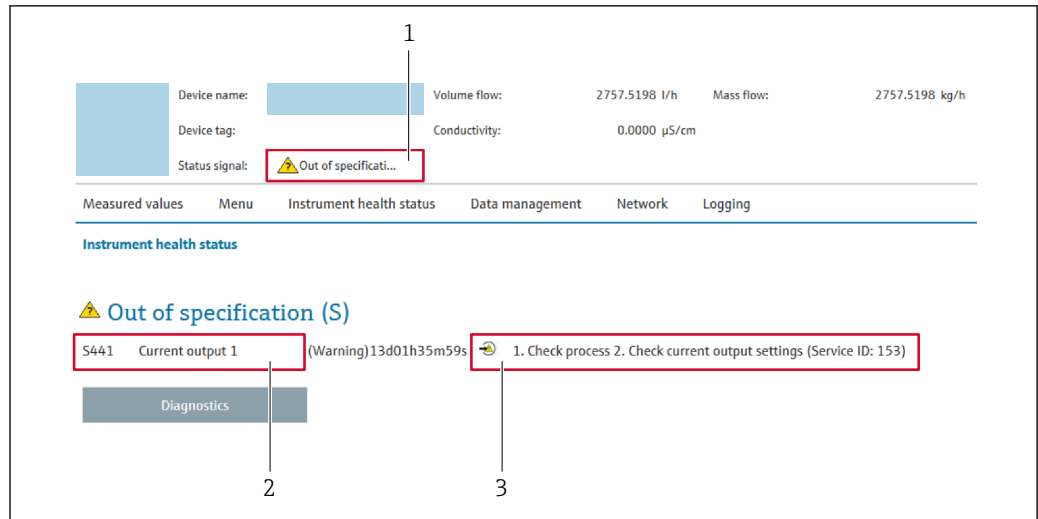 1
Device name: Volume flow: 2757.5198 l/h Mass flow: 2757.5198 kg/h
Device tag: Conductivity: 0.0000 µS/cm
Status signal: Out of specificati...
Measured values Menu Instrument health status Data management Network Logging
Instrument health status
Out of specification (S)
S441 Current output 1 (Warning)13d01h35m59s 1. Check process 2. Check current output settings (Service ID: 153)
Diagnostics
2 3